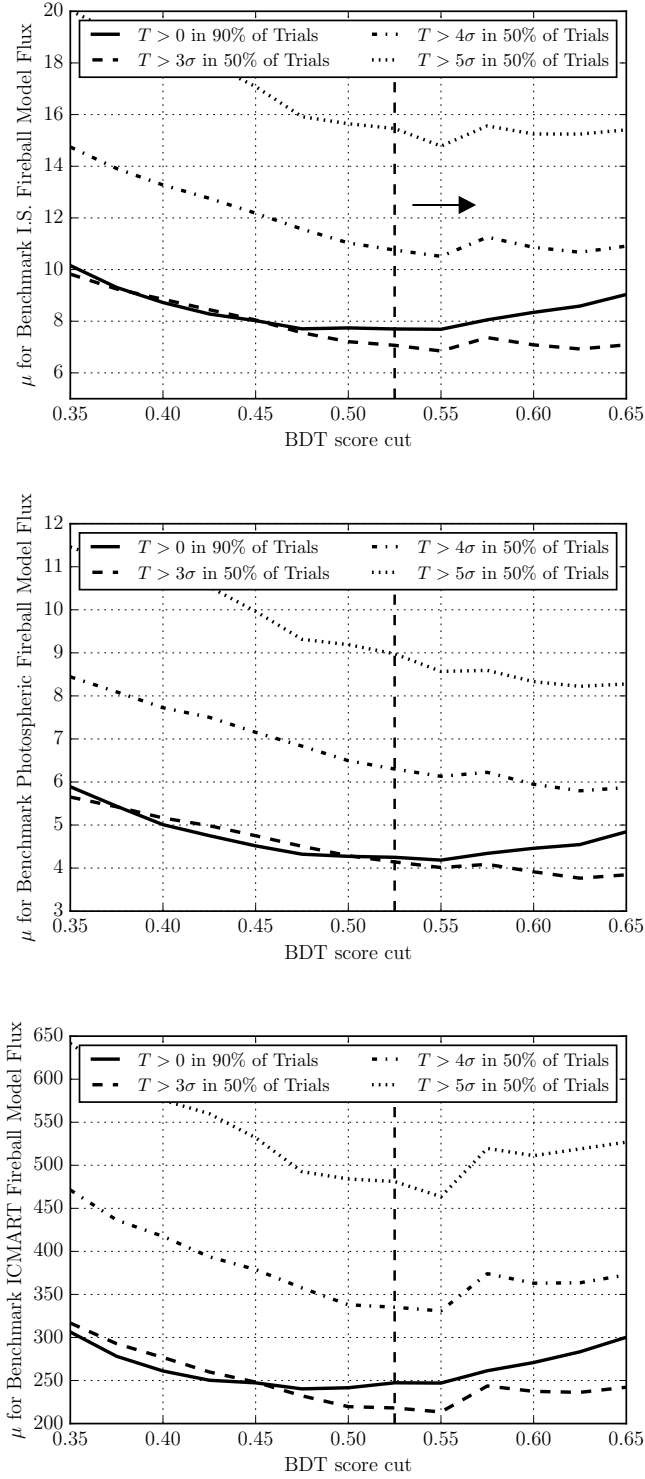 20
18
16
14
12
10
8
6
μ for Benchmark I.S. Fireball Model Flux
T > 0 in 90% of Trials
T > 3σ in 50% of Trials
T > 4σ in 50% of Trials
T > 5σ in 50% of Trials
0.35 0.40 0.45 0.50 0.55 0.60 0.65
BDT score cut
12
11
10
9
8
7
6
5
4
3
μ for Benchmark Photospheric Fireball Model Flux
T > 0 in 90% of Trials
T > 3σ in 50% of Trials
T > 4σ in 50% of Trials
T > 5σ in 50% of Trials
0.35 0.40 0.45 0.50 0.55 0.60 0.65
BDT score cut
650
600
550
500
450
400
350
300
250
200
μ for Benchmark ICMART Fireball Model Flux
T > 0 in 90% of Trials
T > 3σ in 50% of Trials
T > 4σ in 50% of Trials
T > 5σ in 50% of Trials
0.35 0.40 0.45 0.50 0.55 0.60 0.65
BDT score cut